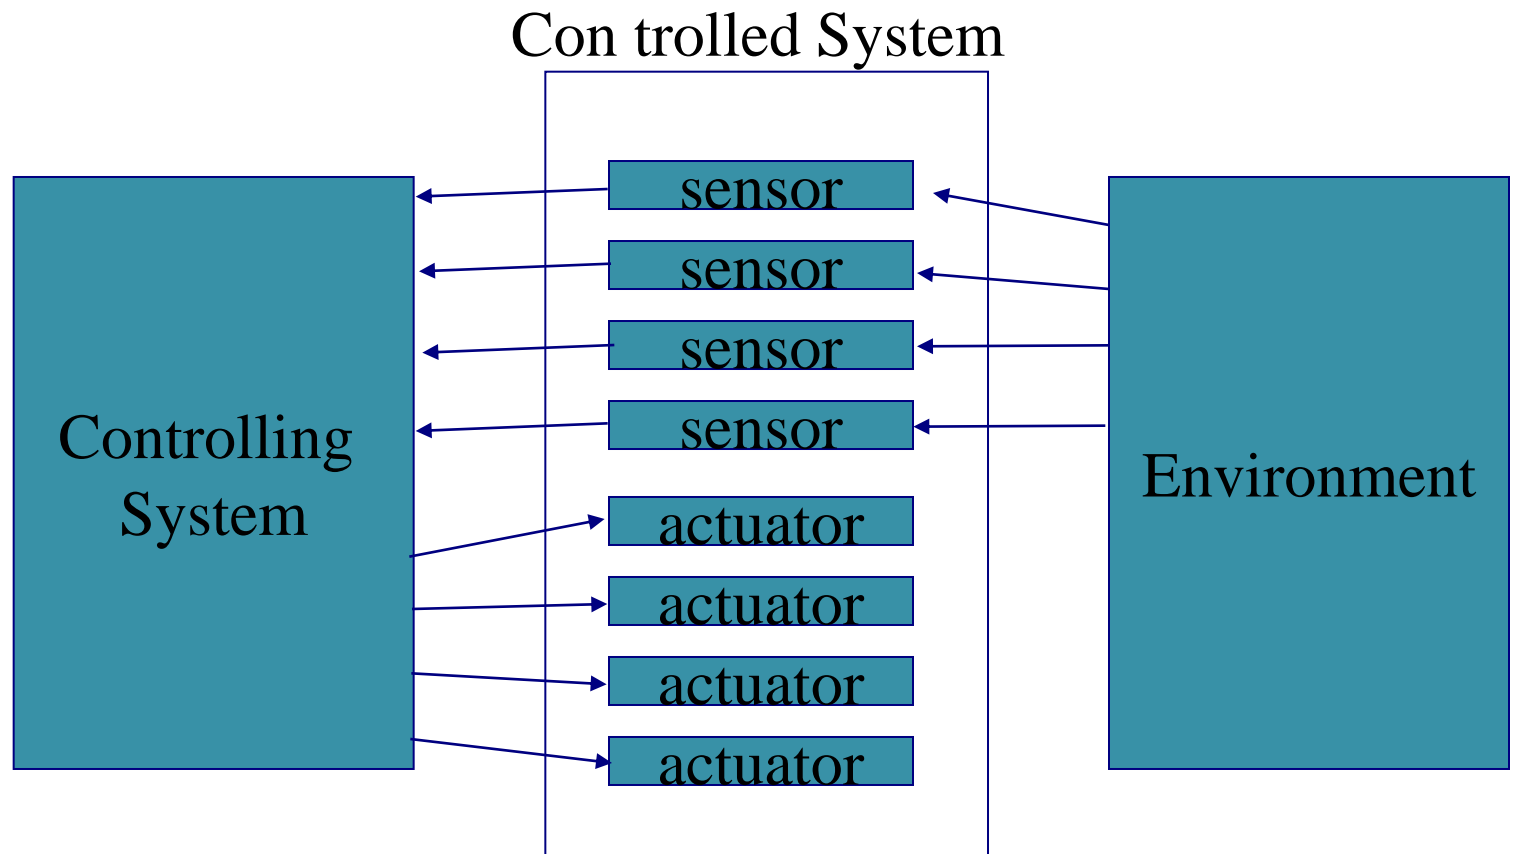 Con trolled System
sensor
sensor
sensor
sensor
Controlling
System
Environment
actuator
actuator
actuator
actuator